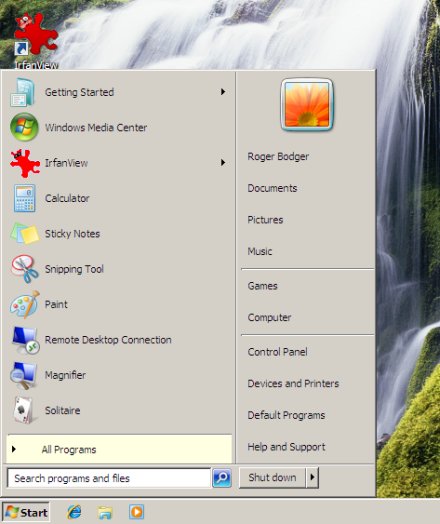 IrfanView
Getting Started
Windows Media Center
IrfanView
Calculator
Sticky Notes
Snipping Tool
Paint
Remote Desktop Connection
Magnifier
Solitaire
All Programs
Search programs and files
Roger Bodger
Documents
Pictures
Music
Games
Computer
Control Panel
Devices and Printers
Default Programs
Help and Support
Shut down
Start